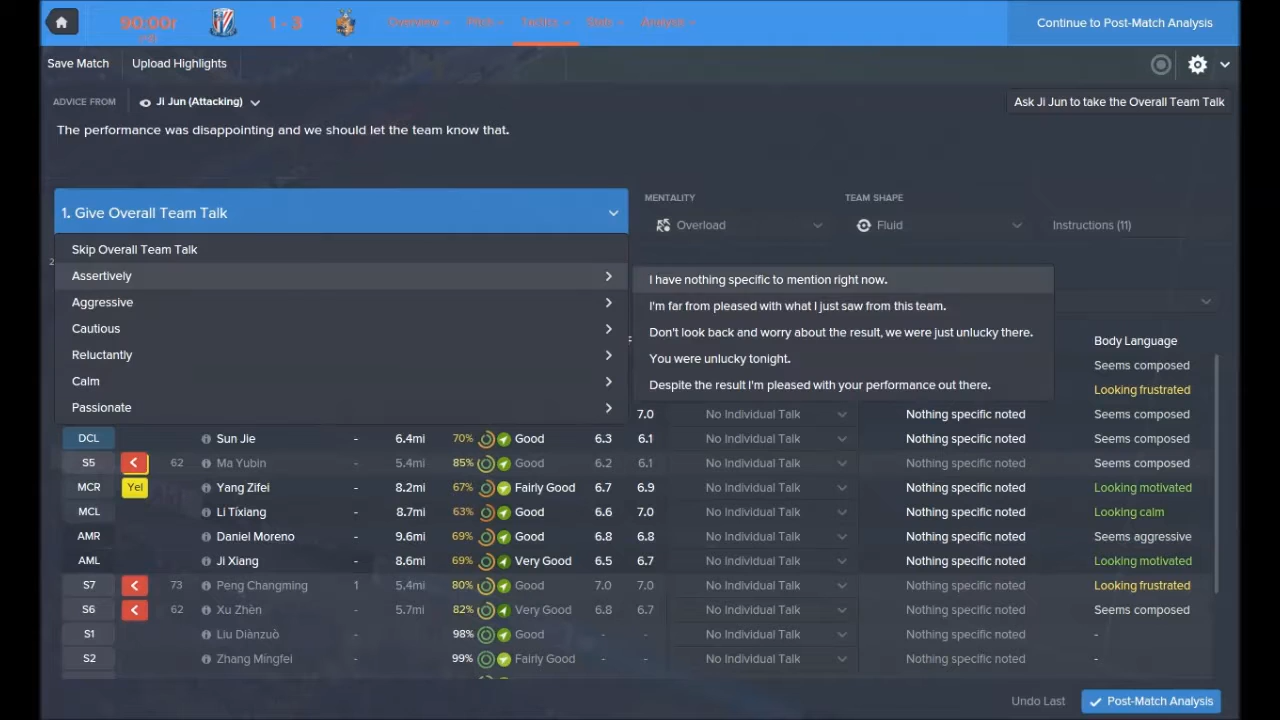 90:00
1 - 3
Overview
Pitch
Tactics
Stats
Analysis
Continue to Post-Match Analysis
Save Match
Upload Highlights
ADVICE FROM
Ji Jun (Attacking)
Ask Ji Jun to take the Overall Team Talk
The performance was disappointing and we should let the team know that.
1. Give Overall Team Talk
MENTALITY
TEAM SHAPE
Overload
Fluid
Instructions (11)
Skip Overall Team Talk
Assertively
Aggressive
Cautious
Reluctantly
Calm
Passionate
I have nothing specific to mention right now.
I'm far from pleased with what I just saw from this team.
Don't look back and worry about the result, we were just unlucky there.
You were unlucky tonight.
Despite the result I'm pleased with your performance out there.
Body Language
Seems composed
Looking frustrated
7.0 No Individual Talk Nothing specific noted Seems composed
DCL Sun Jie - 6.4mi 70% Good 6.3 6.1 No Individual Talk Nothing specific noted Seems composed
S5 62 Ma Yubin - 5.4mi 85% Good 6.2 6.1 No Individual Talk Nothing specific noted Seems composed
MCR Yel Yang Zifei - 8.2mi 67% Fairly Good 6.7 6.9 No Individual Talk Nothing specific noted Looking motivated
MCL Li Tixiang - 8.7mi 63% Good 6.6 7.0 No Individual Talk Nothing specific noted Looking calm
AMR Daniel Moreno - 9.6mi 69% Good 6.8 6.8 No Individual Talk Nothing specific noted Seems aggressive
AML Ji Xiang - 8.6mi 69% Very Good 6.5 6.7 No Individual Talk Nothing specific noted Looking motivated
S7 73 Peng Changming 1 5.4mi 80% Good 7.0 7.0 No Individual Talk Nothing specific noted Looking frustrated
S6 62 Xu Zhèn - 5.7mi 82% Very Good 6.8 6.7 No Individual Talk Nothing specific noted Seems composed
S1 Liu Diànzuò - 98% Good - - No Individual Talk Nothing specific noted -
S2 Zhang Mingfei - 99% Fairly Good - - No Individual Talk Nothing specific noted -
Undo Last
Post-Match Analysis